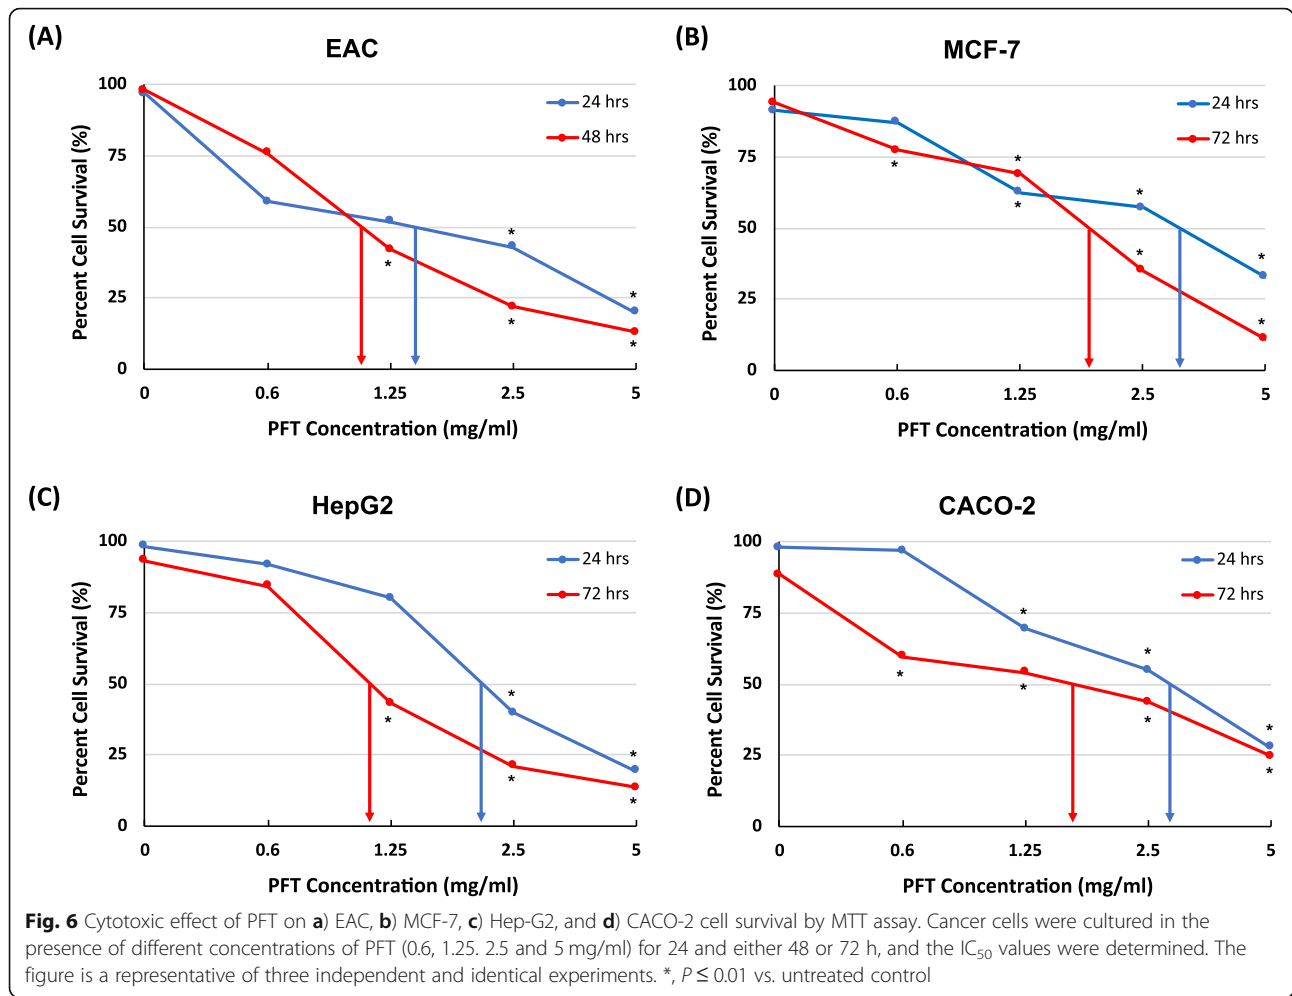 (A)
EAC
100
75
50
25
0
Percent Cell Survival (%)
24 hrs
48 hrs
*
*
*
*
*
0 0.6 1.25 2.5 5
PFT Concentration (mg/ml)
(B)
MCF-7
100
75
50
25
0
Percent Cell Survival (%)
24 hrs
72 hrs
*
*
*
*
*
*
*
0 0.6 1.25 2.5 5
PFT Concentration (mg/ml)
(C)
HepG2
100
75
50
25
0
Percent Cell Survival (%)
24 hrs
72 hrs
*
*
*
*
*
0 0.6 1.25 2.5 5
PFT Concentration (mg/ml)
(D)
CACO-2
100
75
50
25
0
Percent Cell Survival (%)
24 hrs
72 hrs
*
*
*
*
*
*
*
0 0.6 1.25 2.5 5
PFT Concentration (mg/ml)
Fig. 6 Cytotoxic effect of PFT on a) EAC, b) MCF-7, c) Hep-G2, and d) CACO-2 cell survival by MTT assay. Cancer cells were cultured in the
presence of different concentrations of PFT (0.6, 1.25. 2.5 and 5 mg/ml) for 24 and either 48 or 72 h, and the IC50 values were determined. The
figure is a representative of three independent and identical experiments. *, P ≤ 0.01 vs. untreated control